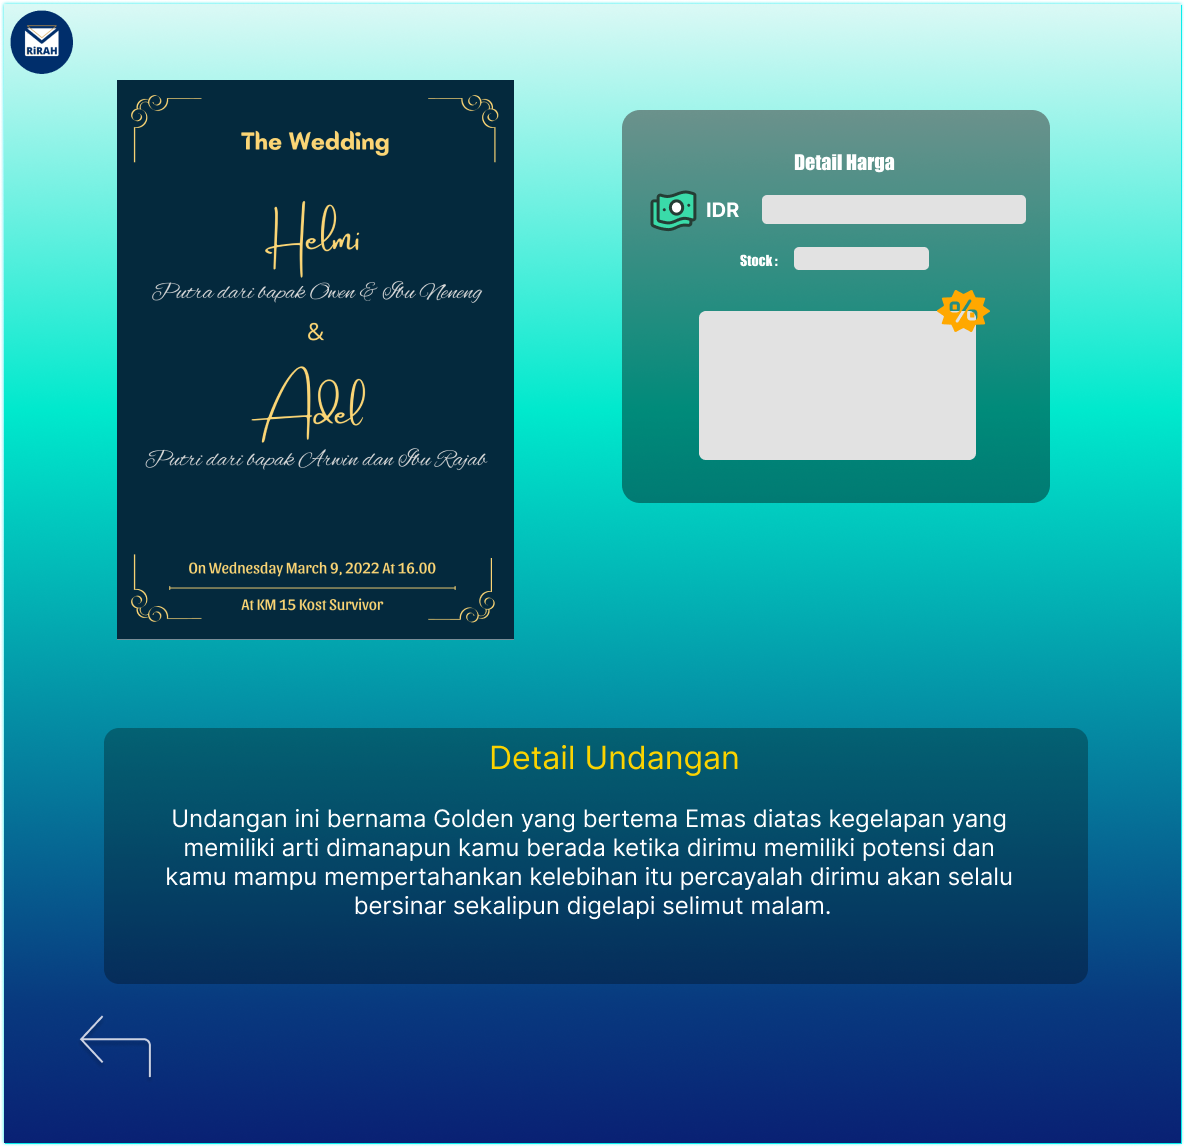 RiRAH
The Wedding
Helmi
Putra dari bapak Owen & Ibu Neneng
&
Adel
Putri dari bapak Arwin dan Ibu Rajab
On Wednesday March 9, 2022 At 16.00
At KM 15 Kost Survivor
Detail Harga
IDR
Stock :
%
Detail Undangan
Undangan ini bernama Golden yang bertema Emas diatas kegelapan yang
memiliki arti dimanapun kamu berada ketika dirimu memiliki potensi dan
kamu mampu mempertahankan kelebihan itu percayalah dirimu akan selalu
bersinar sekalipun digelapi selimut malam.